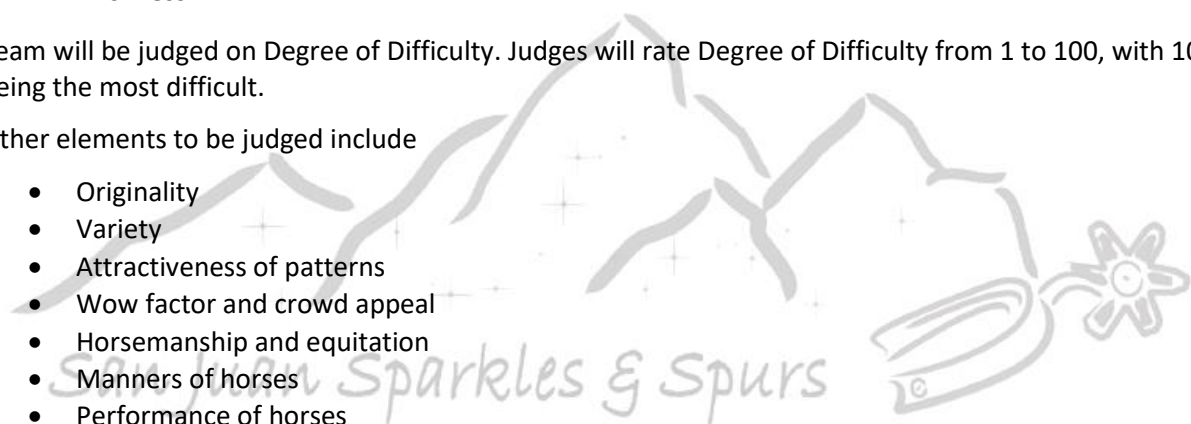 eam will be judged on Degree of Difficulty. Judges will rate Degree of Difficulty from 1 to 100, with 10
eing the most difficult.
ther elements to be judged include
• Originality
• Variety
• Attractiveness of patterns
• Wow factor and crowd appeal
• Horsemanship and equitation
• Manners of horses
• Performance of horses
San Juan Sparkles & Spurs